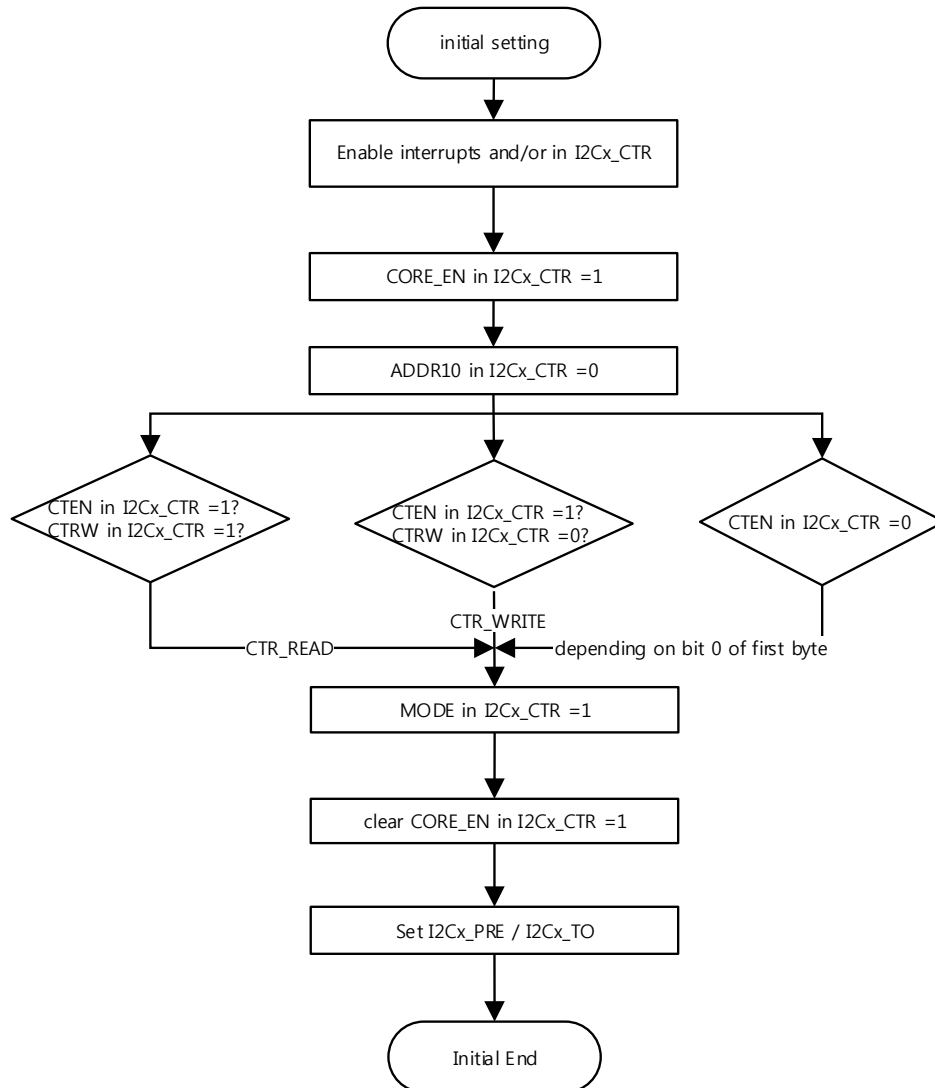 initial setting
Enable interrupts and/or in I2Cx_CTR
CORE_EN in I2Cx_CTR =1
ADDR10 in I2Cx_CTR =0
CTEN in I2Cx_CTR =1?
CTRW in I2Cx_CTR =1?
CTEN in I2Cx_CTR =1?
CTRW in I2Cx_CTR =0?
CTEN in I2Cx_CTR =0
CTR_WRITE
CTR_READ
depending on bit 0 of first byte
MODE in I2Cx_CTR =1
clear CORE_EN in I2Cx_CTR =1
Set I2Cx_PRE / I2Cx_TO
Initial End